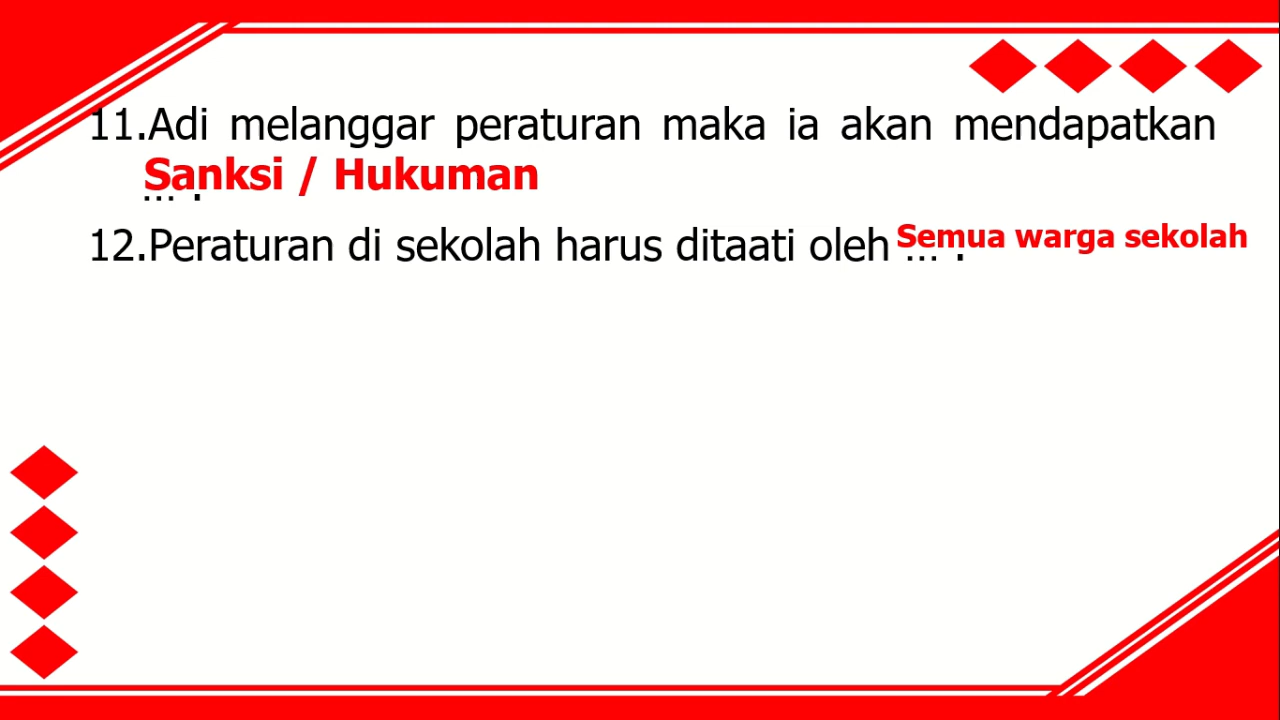 11.Adi melanggar peraturan maka ia akan mendapatkan
Sanksi / Hukuman
... .
12.Peraturan di sekolah harus ditaati oleh ... .
Semua warga sekolah